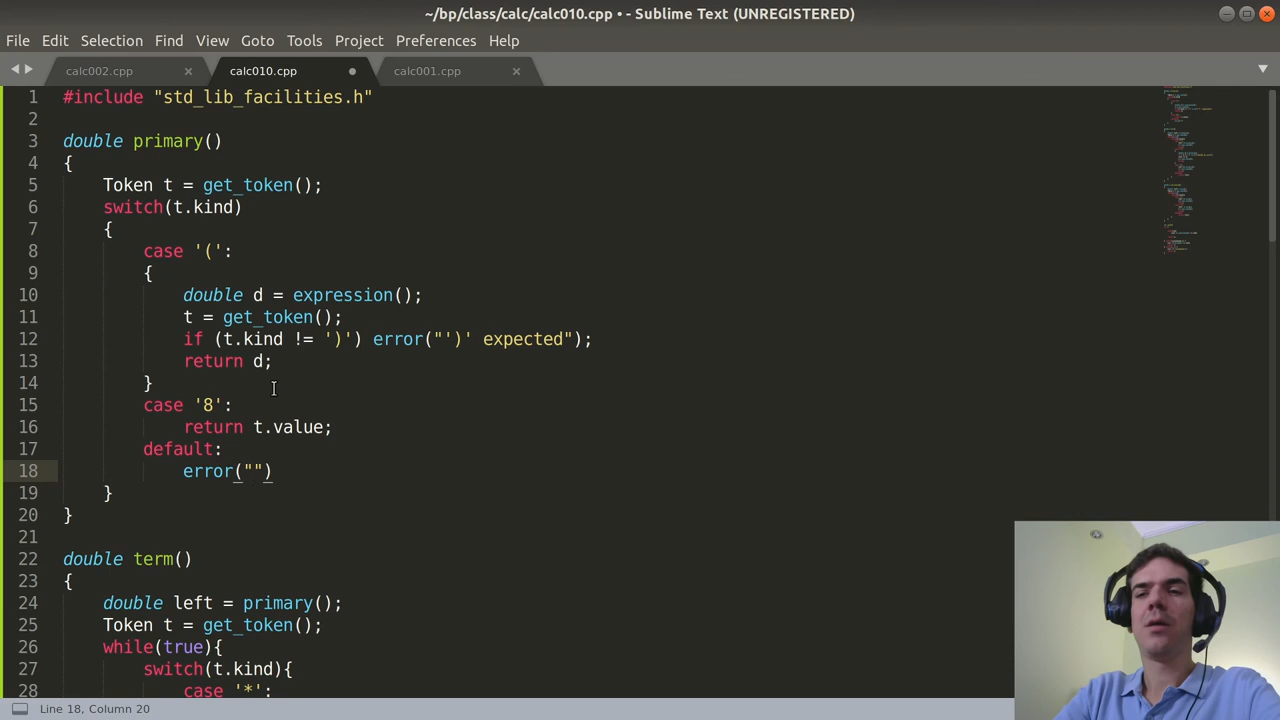 ~/bp/class/calc/calc010.cpp • - Sublime Text (UNREGISTERED)
File Edit Selection Find View Goto Tools Project Preferences Help
calc002.cpp × calc010.cpp calc001.cpp ×
1 #include "std_lib_facilities.h"
2
3 double primary()
4 {
5 Token t = get_token();
6 switch(t.kind)
7 {
8 case '(':
9 {
10 double d = expression();
11 t = get_token();
12 if (t.kind != ')') error("')' expected");
13 return d;
14 }
15 case '8':
16 return t.value;
17 default:
18 error("")
19 }
20 }
21
22 double term()
23 {
24 double left = primary();
25 Token t = get_token();
26 while(true){
27 switch(t.kind){
28 case '*':
Line 18, Column 20